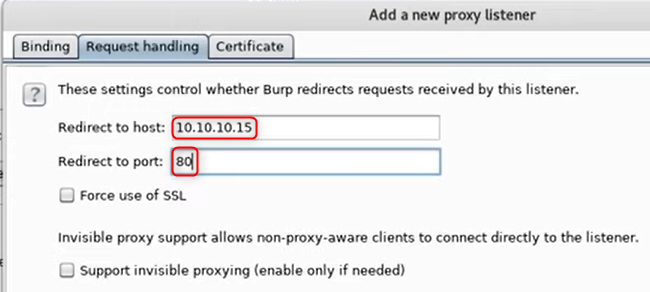 Add a new proxy listener
Binding Request handling Certificate
? These settings control whether Burp redirects requests received by this listener.
Redirect to host: 10.10.10.15
Redirect to port: 80
Force use of SSL
Invisible proxy support allows non-proxy-aware clients to connect directly to the listener.
Support invisible proxying (enable only if needed)